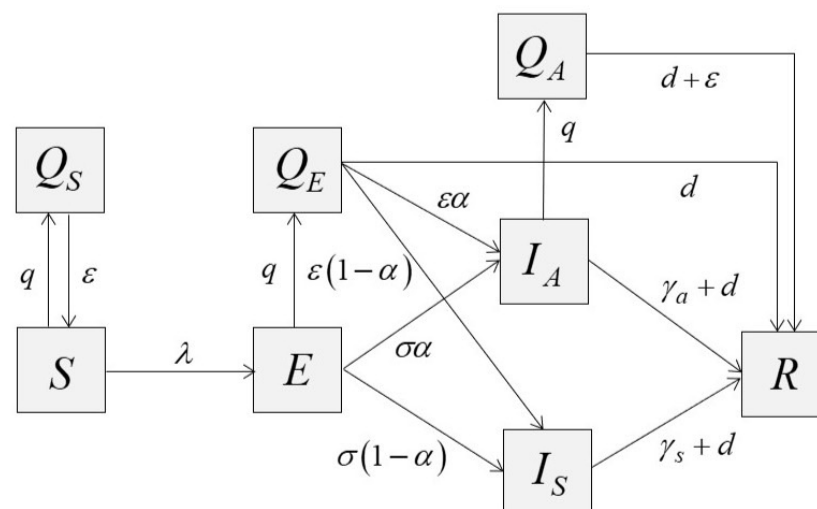 Q_A
d + ε
Q_S
Q_E
q
d
εα
I_A
q
ε
q
ε(1−α)
γ_a + d
S
λ
E
σα
R
σ(1−α)
I_S
γ_s + d